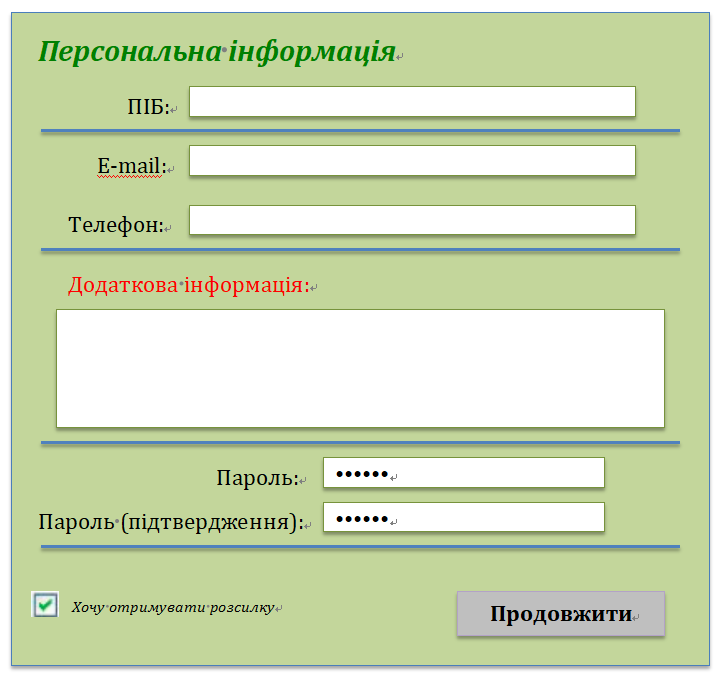 Персональна інформація
ПІБ:
E-mail:
Телефон:
Додаткова інформація:
Пароль: ••••••
Пароль (підтвердження): ••••••
Хочу отримувати розсилку
Продовжити